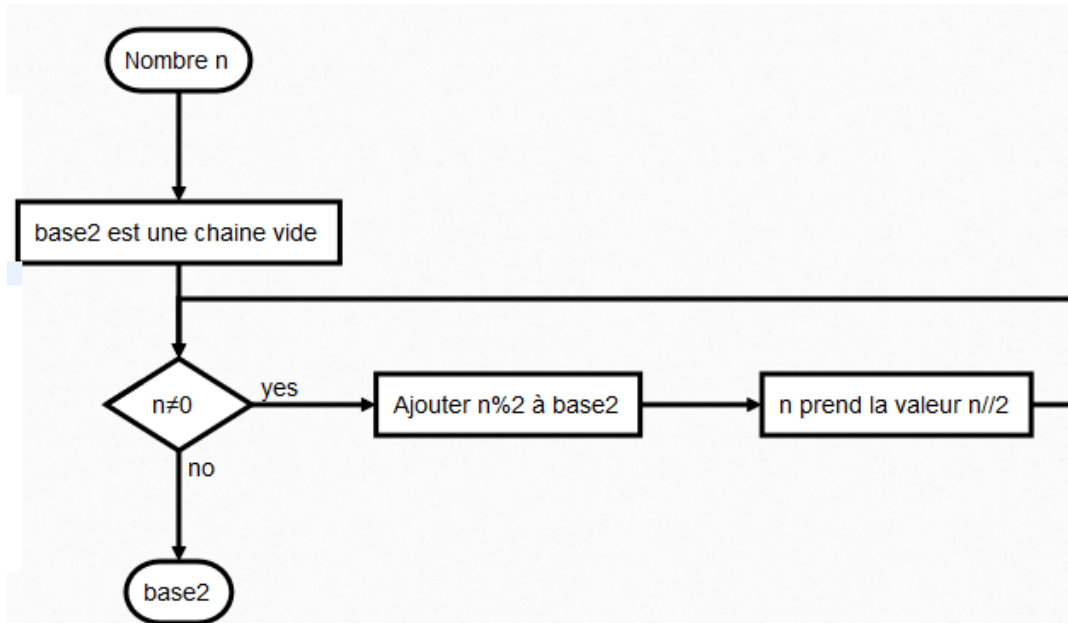 Nombre n
base2 est une chaine vide
n≠0
yes
Ajouter n%2 à base2
n prend la valeur n//2
no
base2